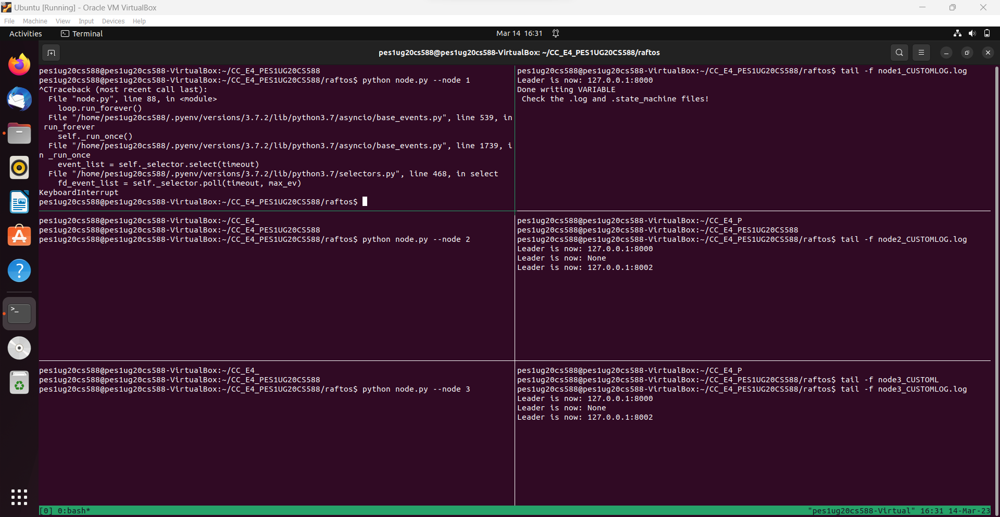 Ubuntu [Running] - Oracle VM VirtualBox
File Machine View Input Devices Help
Activities Terminal Mar 14 16:31
pes1ug20cs588@pes1ug20cs588-VirtualBox: ~/CC_E4_PES1UG20CS588/raftos
pes1ug20cs588@pes1ug20cs588-VirtualBox:~/CC_E4_PES1UG20CS588
pes1ug20cs588@pes1ug20cs588-VirtualBox:~/CC_E4_PES1UG20CS588/raftos$ python node.py --node 1
^CTraceback (most recent call last):
  File "node.py", line 88, in <module>
    loop.run_forever()
  File "/home/pes1ug20cs588/.pyenv/versions/3.7.2/lib/python3.7/asyncio/base_events.py", line 539, in
 run_forever
    self._run_once()
  File "/home/pes1ug20cs588/.pyenv/versions/3.7.2/lib/python3.7/asyncio/base_events.py", line 1739, i
n _run_once
    event_list = self._selector.select(timeout)
  File "/home/pes1ug20cs588/.pyenv/versions/3.7.2/lib/python3.7/selectors.py", line 468, in select
    fd_event_list = self._selector.poll(timeout, max_ev)
KeyboardInterrupt
pes1ug20cs588@pes1ug20cs588-VirtualBox:~/CC_E4_PES1UG20CS588/raftos$
pes1ug20cs588@pes1ug20cs588-VirtualBox:~/CC_E4_PES1UG20CS588/raftos$ tail -f node1_CUSTOMLOG.log
Leader is now: 127.0.0.1:8000
Done writing VARIABLE
 Check the .log and .state_machine files!
pes1ug20cs588@pes1ug20cs588-VirtualBox:~/CC_E4_
pes1ug20cs588@pes1ug20cs588-VirtualBox:~/CC_E4_PES1UG20CS588
pes1ug20cs588@pes1ug20cs588-VirtualBox:~/CC_E4_PES1UG20CS588/raftos$ python node.py --node 2
pes1ug20cs588@pes1ug20cs588-VirtualBox:~/CC_E4_P
pes1ug20cs588@pes1ug20cs588-VirtualBox:~/CC_E4_PES1UG20CS588
pes1ug20cs588@pes1ug20cs588-VirtualBox:~/CC_E4_PES1UG20CS588/raftos$ tail -f node2_CUSTOMLOG.log
Leader is now: 127.0.0.1:8000
Leader is now: None
Leader is now: 127.0.0.1:8002
pes1ug20cs588@pes1ug20cs588-VirtualBox:~/CC_E4_
pes1ug20cs588@pes1ug20cs588-VirtualBox:~/CC_E4_PES1UG20CS588
pes1ug20cs588@pes1ug20cs588-VirtualBox:~/CC_E4_PES1UG20CS588/raftos$ python node.py --node 3
pes1ug20cs588@pes1ug20cs588-VirtualBox:~/CC_E4_P
pes1ug20cs588@pes1ug20cs588-VirtualBox:~/CC_E4_PES1UG20CS588/raftos$ tail -f node3_CUSTOML
pes1ug20cs588@pes1ug20cs588-VirtualBox:~/CC_E4_PES1UG20CS588/raftos$ tail -f node3_CUSTOMLOG.log
Leader is now: 127.0.0.1:8000
Leader is now: None
Leader is now: 127.0.0.1:8002
[0] 0:bash* "pes1ug20cs588-Virtual" 16:31 14-Mar-23